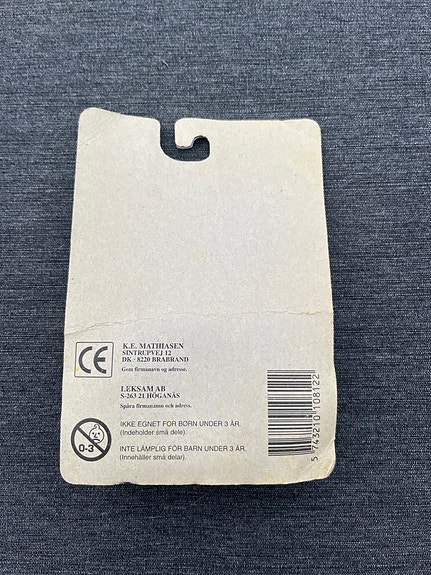 CE
K.E. MATHIASEN
SINTRUPVEJ 12
DK - 8220 BRABRAND
Gem firmanavn og adresse.
LEKSAM AB
S-263 21 HÖGANÄS
Spara firmanamn och adress.
0-3
IKKE EGNET FOR BØRN UNDER 3 ÅR.
(Indeholder små dele).
INTE LÄMPLIG FÖR BARN UNDER 3 ÅR.
(Innehåller små delar).
5 743210 108122